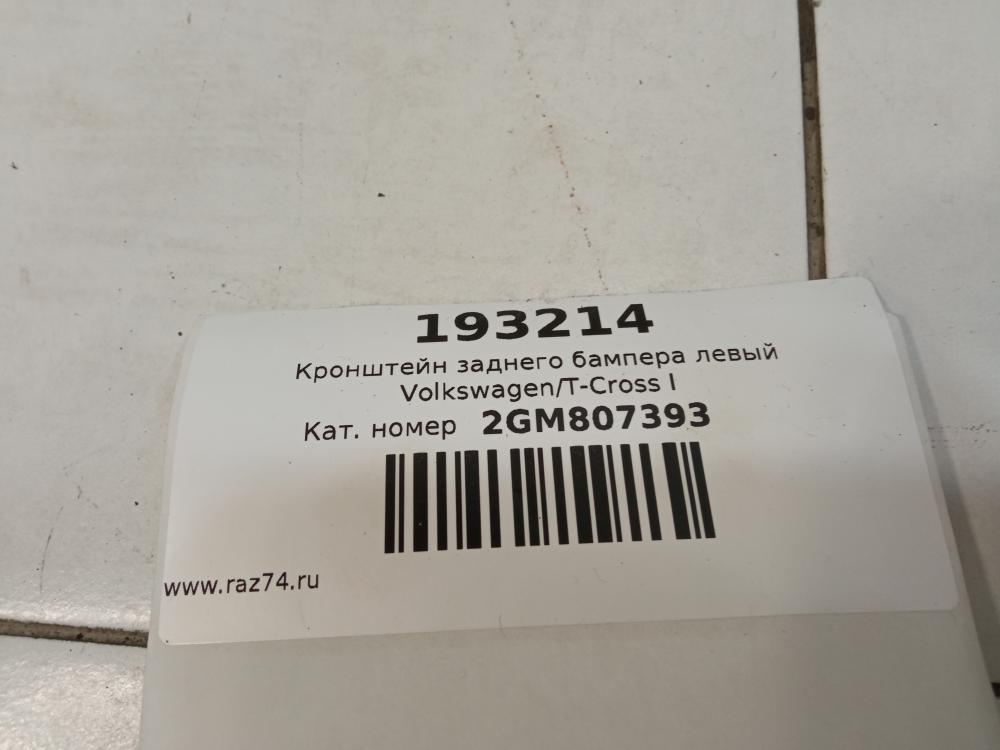 193214
Кронштейн заднего бампера левый
Volkswagen/T-Cross I
Кат. номер 2GM807393
www.raz74.ru